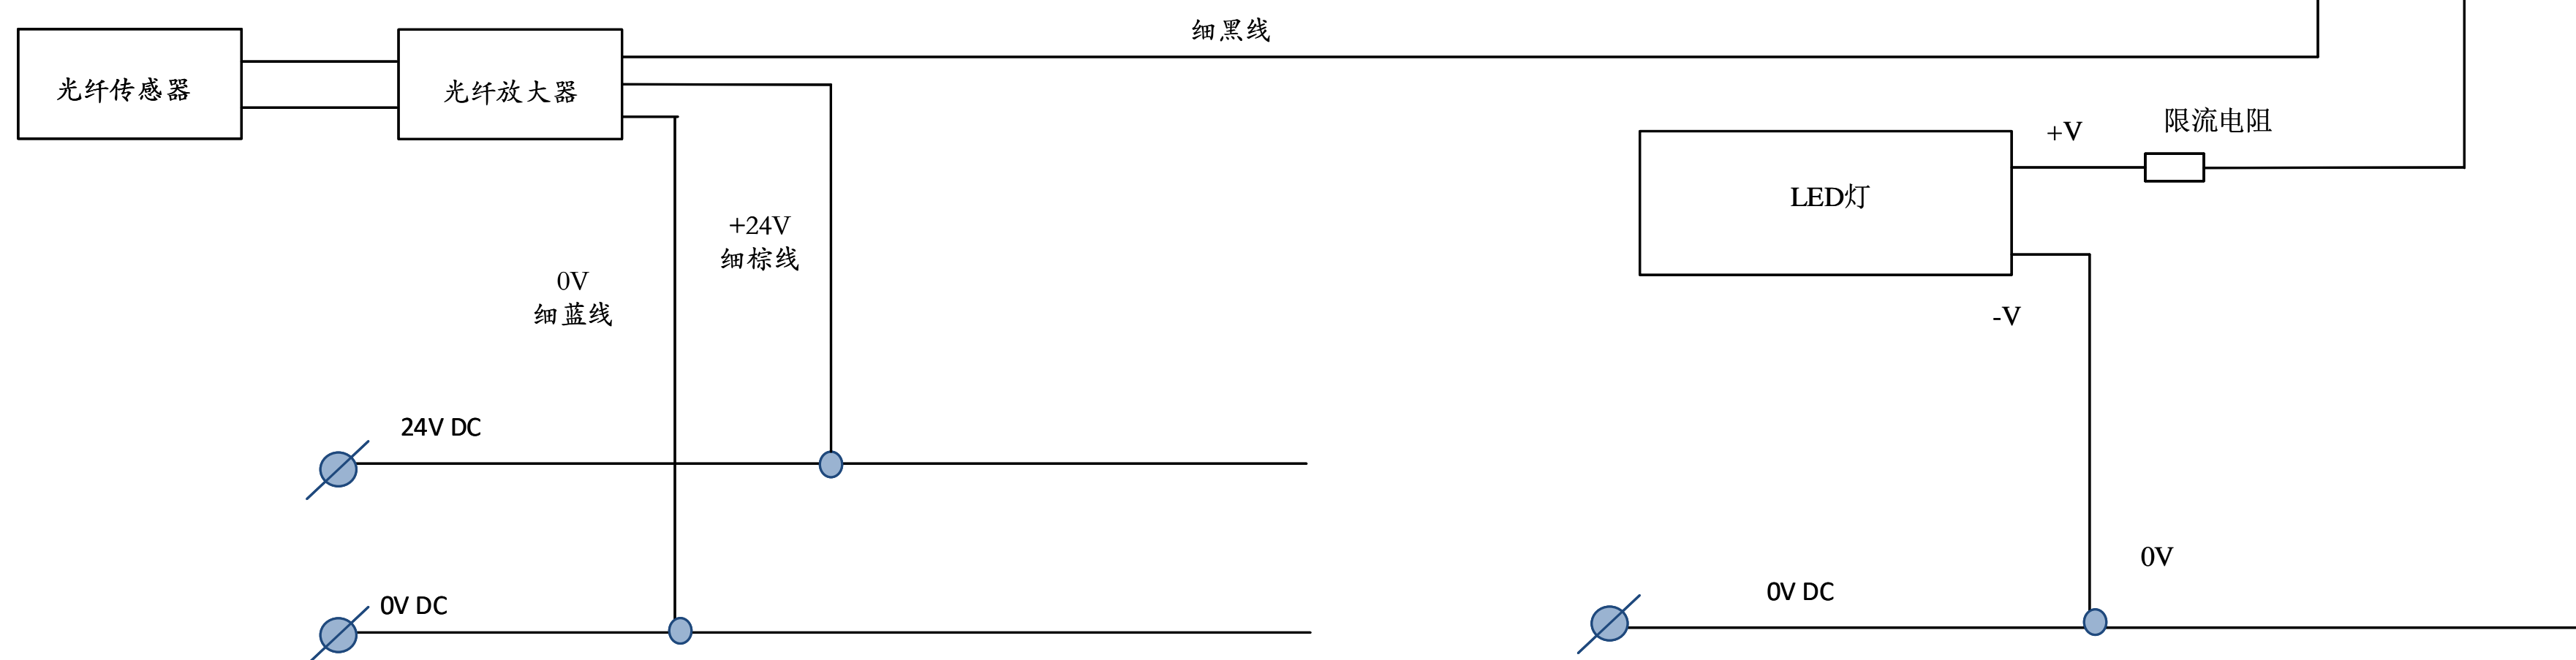 细黑线
光纤传感器
光纤放大器
限流电阻
+V
LED灯
+24V
细棕线
0V
细蓝线
-V
24V DC
0V
0V DC
0V DC